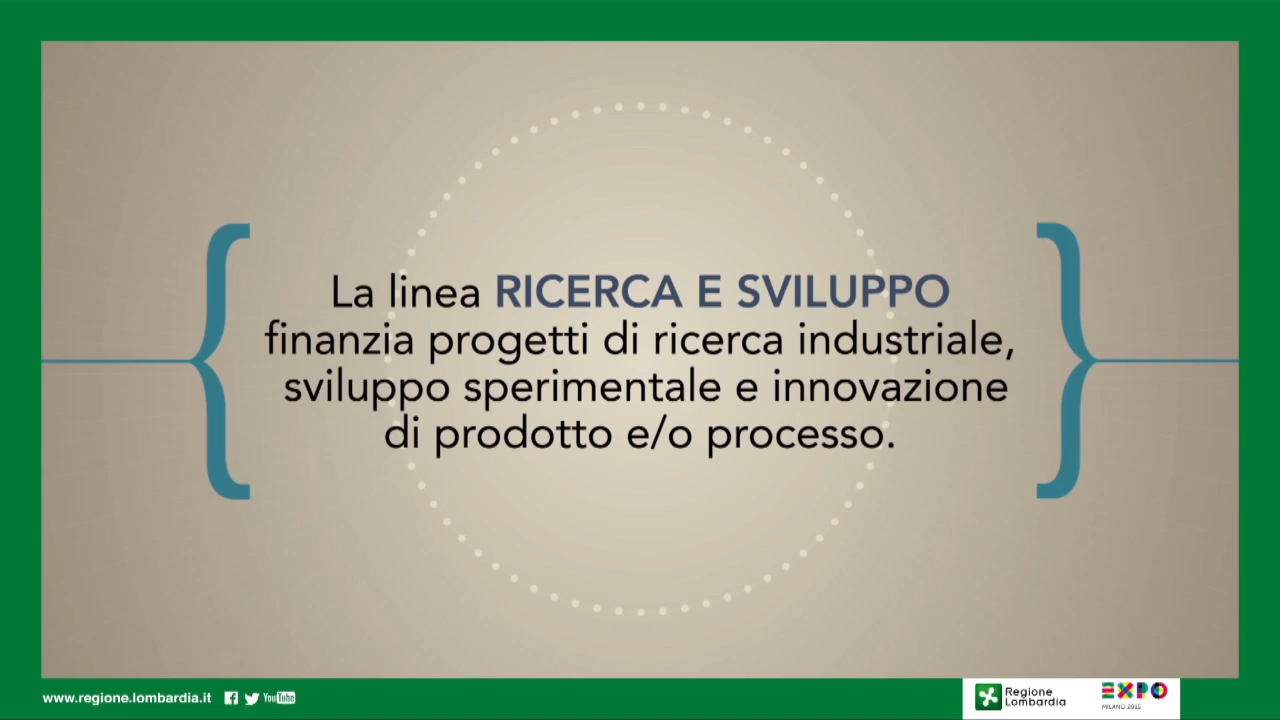 La linea RICERCA E SVILUPPO
finanzia progetti di ricerca industriale,
sviluppo sperimentale e innovazione
di prodotto e/o processo.
www.regione.lombardia.it
YouTube
Regione
Lombardia
EXPO
MILANO 2015